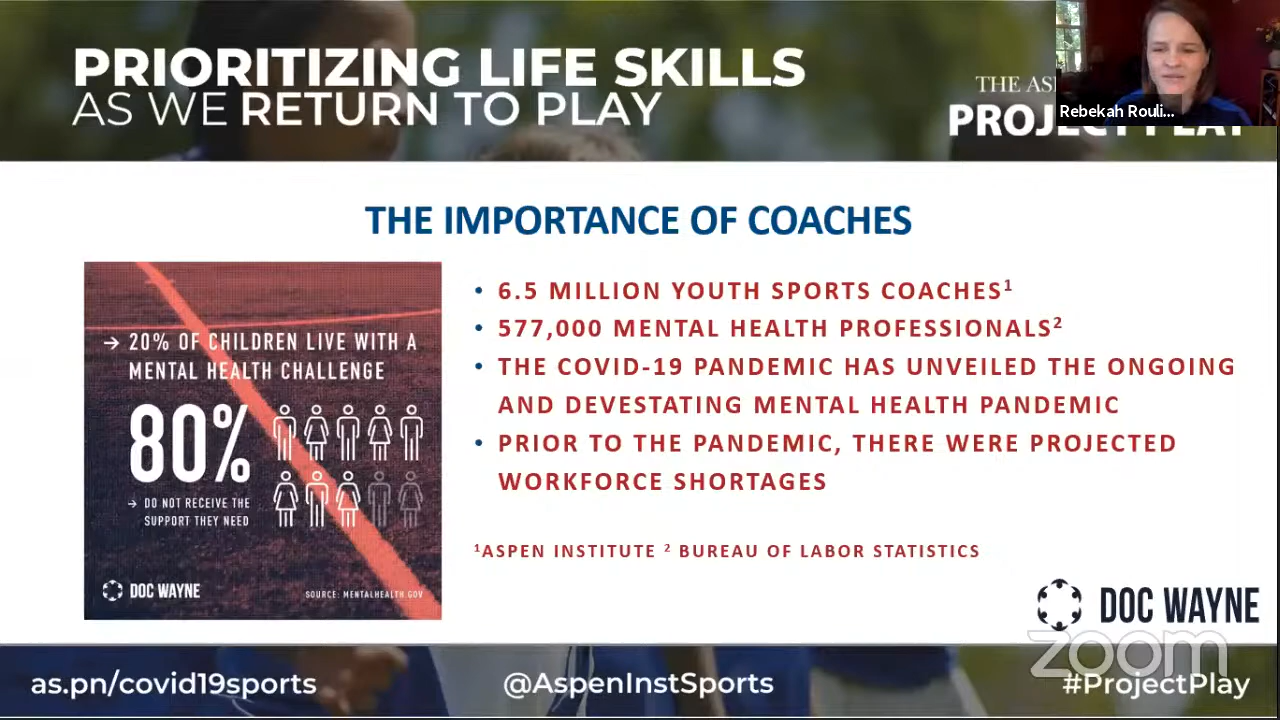 PRIORITIZING LIFE SKILLS
AS WE RETURN TO PLAY
THE
Rebekah Rouli...
THE IMPORTANCE OF COACHES
→ 20% OF CHILDREN LIVE WITH A
MENTAL HEALTH CHALLENGE
80%
→ DO NOT RECEIVE THE
SUPPORT THEY NEED
DOC WAYNE
SOURCE: MENTALHEALTH.GOV
• 6.5 MILLION YOUTH SPORTS COACHES¹
• 577,000 MENTAL HEALTH PROFESSIONALS²
• THE COVID-19 PANDEMIC HAS UNVEILED THE ONGOING
AND DEVESTATING MENTAL HEALTH PANDEMIC
• PRIOR TO THE PANDEMIC, THERE WERE PROJECTED
WORKFORCE SHORTAGES
¹ASPEN INSTITUTE ² BUREAU OF LABOR STATISTICS
DOC WAYNE
zoom
as.pn/covid19sports
@AspenInstSports
#ProjectPlay